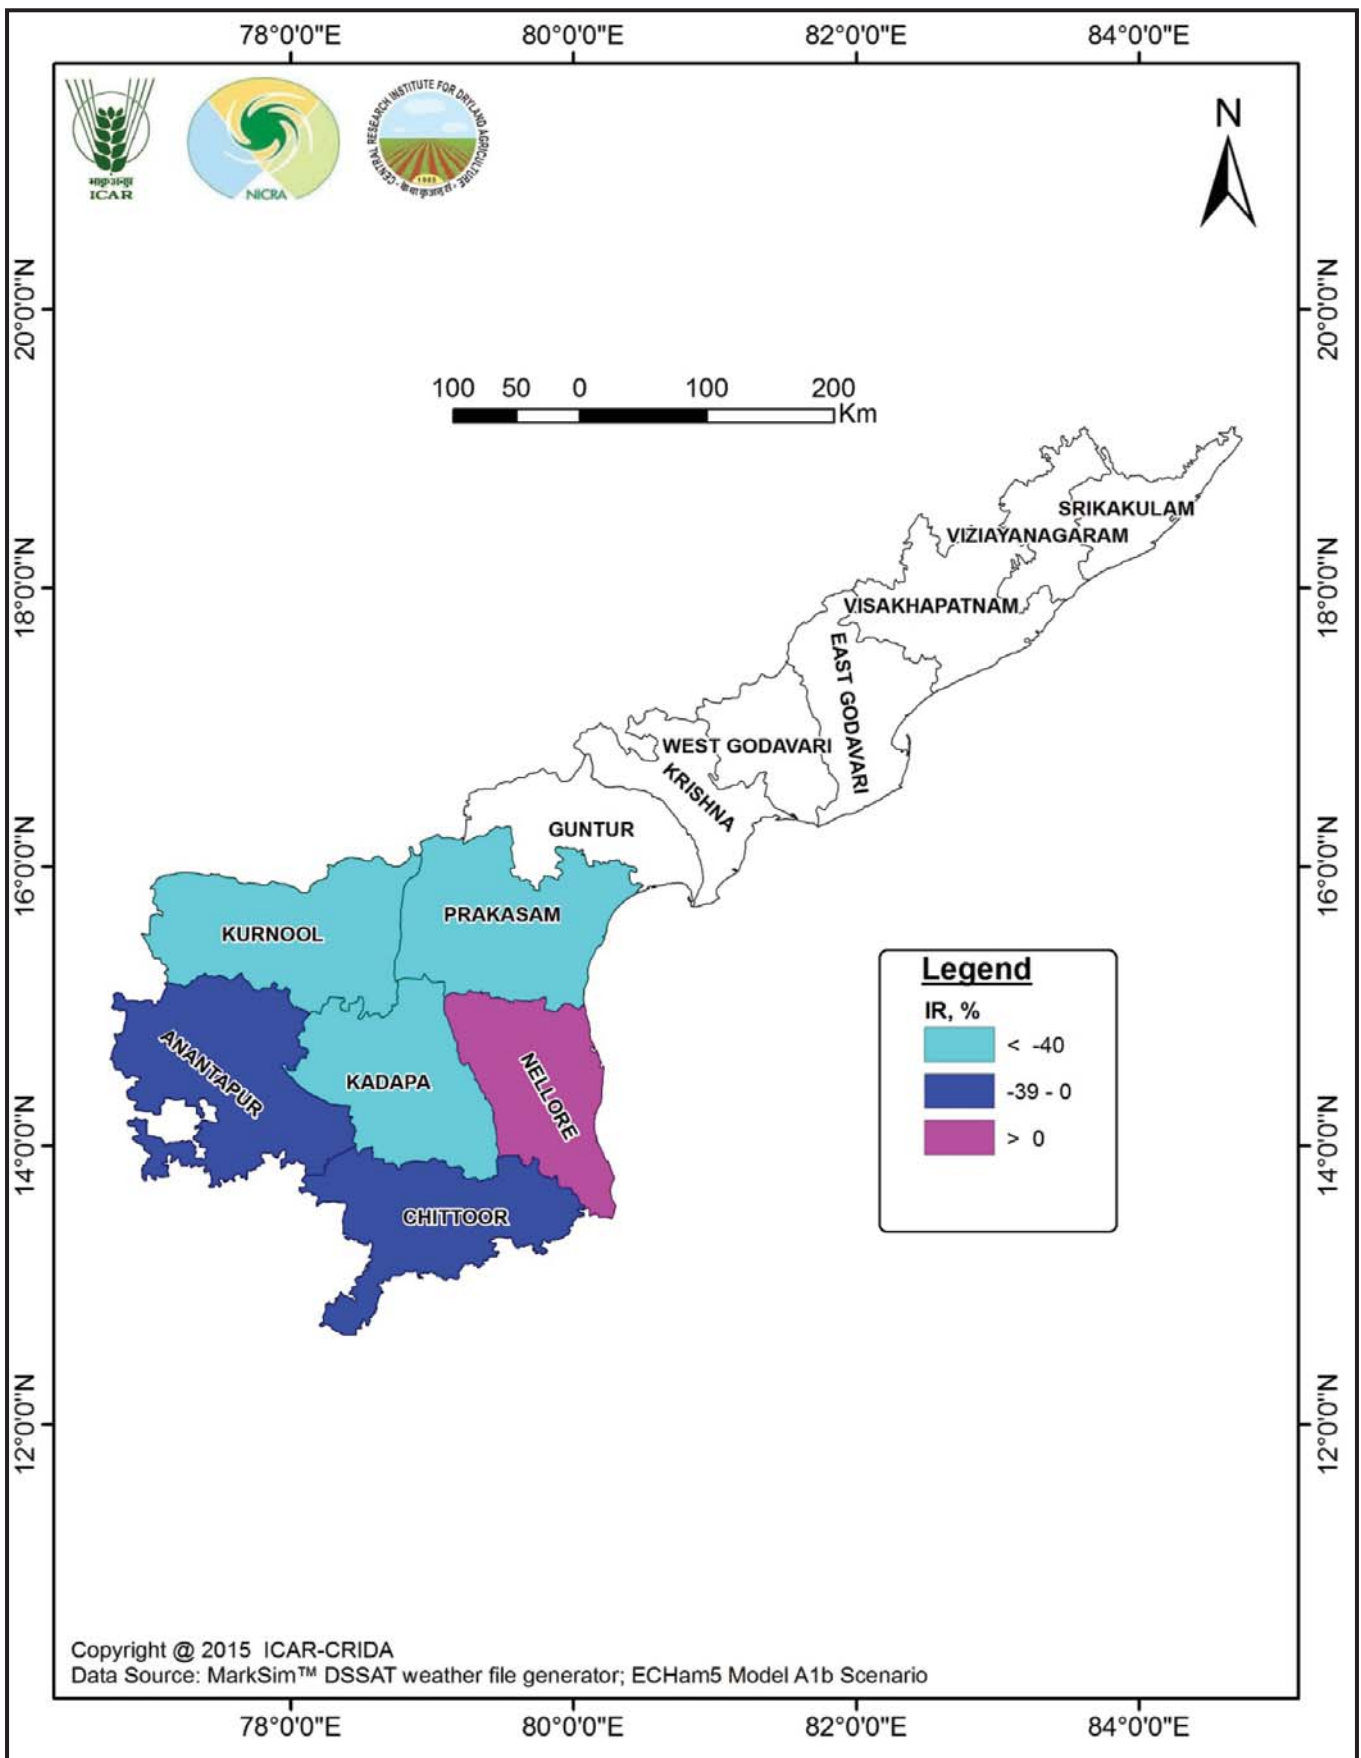 78°0'0"E 80°0'0"E 82°0'0"E 84°0'0"E
भाकृअनुप
ICAR
NICRA
CENTRAL RESEARCH INSTITUTE FOR DRYLAND AGRICULTURE
1985
N
20°0'0"N 20°0'0"N
100 50 0 100 200
Km
SRIKAKULAM
VIZIAYANAGARAM
18°0'0"N 18°0'0"N
VISAKHAPATNAM
EAST GODAVARI
WEST GODAVARI
KRISHNA
GUNTUR
16°0'0"N 16°0'0"N
PRAKASAM
KURNOOL
Legend
IR, %
< -40
-39 - 0
> 0
ANANTAPUR
KADAPA
NELLORE
14°0'0"N 14°0'0"N
CHITTOOR
12°0'0"N 12°0'0"N
Copyright @ 2015 ICAR-CRIDA
Data Source: MarkSim™ DSSAT weather file generator; ECHam5 Model A1b Scenario
78°0'0"E 80°0'0"E 82°0'0"E 84°0'0"E